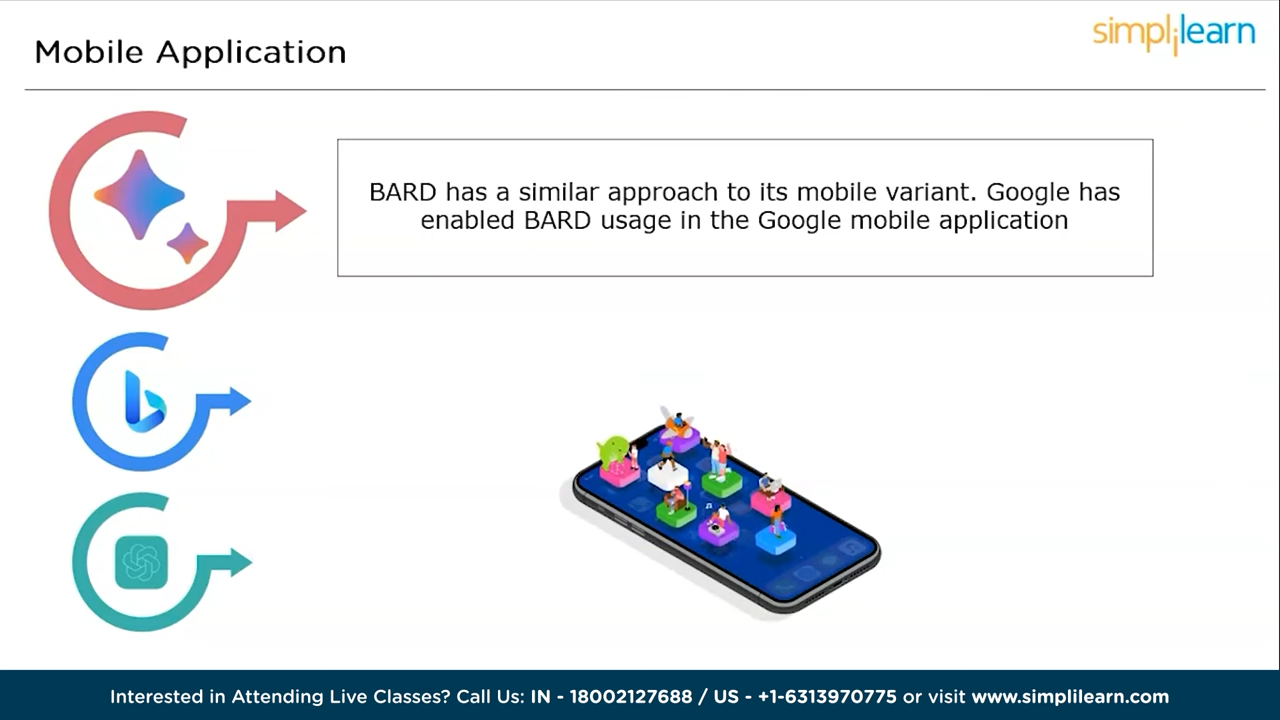 Mobile Application
simplilearn
BARD has a similar approach to its mobile variant. Google has
enabled BARD usage in the Google mobile application
Interested in Attending Live Classes? Call Us: IN - 18002127688 / US - +1-6313970775 or visit www.simplilearn.com